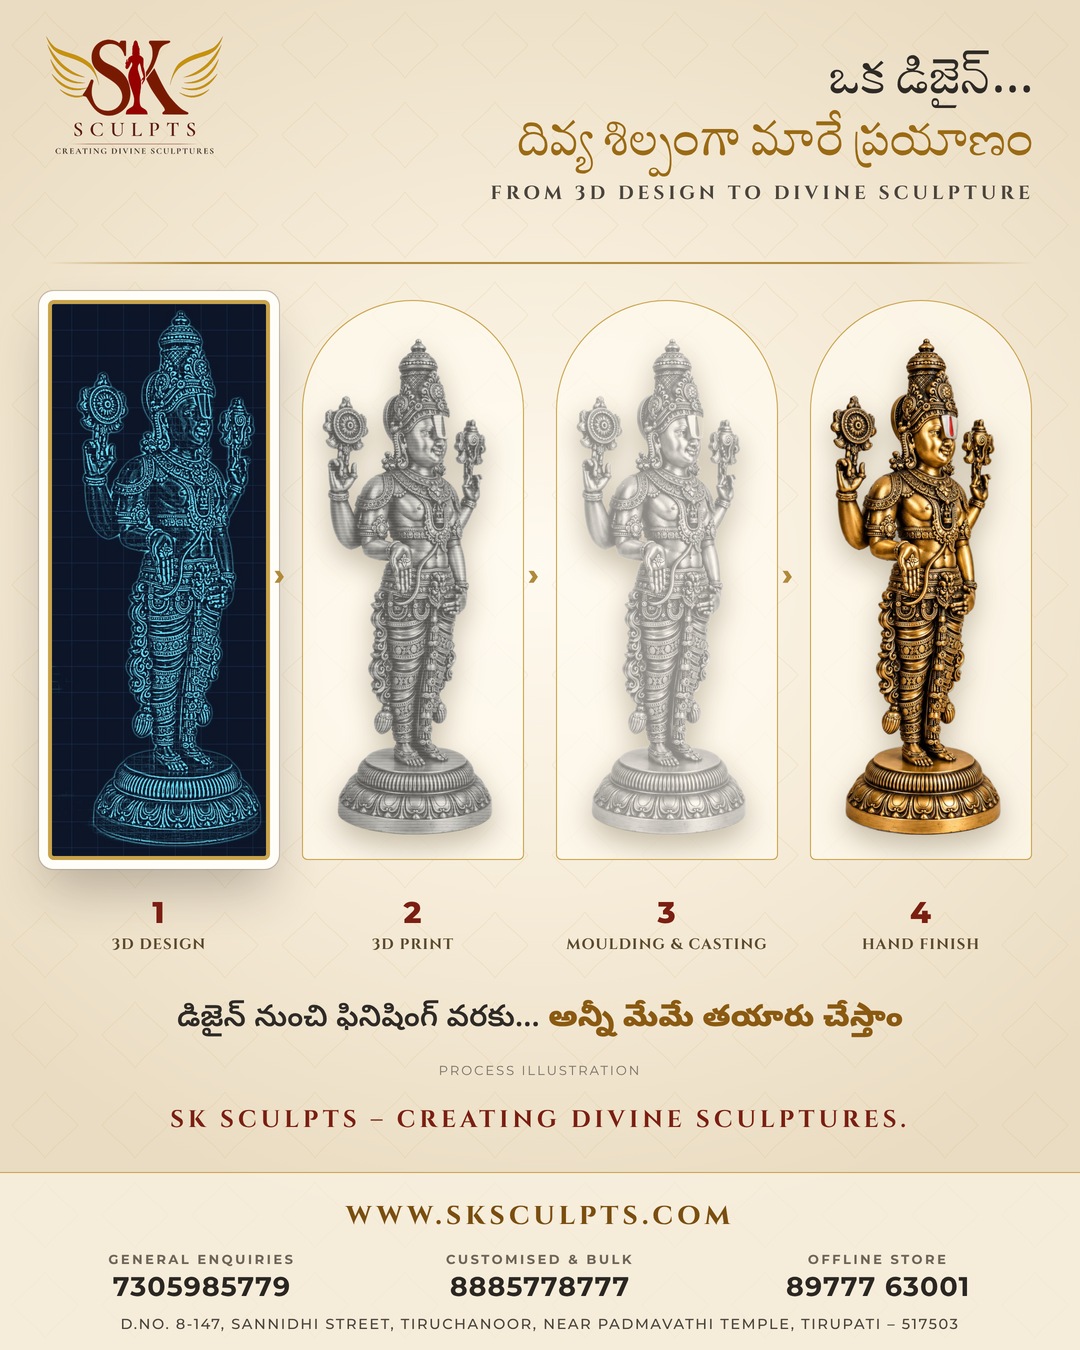 SK
SCULPTS
CREATING DIVINE SCULPTURES
ఒక డిజైన్...
దివ్య శిల్పంగా మారే ప్రయాణం
FROM 3D DESIGN TO DIVINE SCULPTURE
› › ›
1 2 3 4
3D DESIGN 3D PRINT MOULDING & CASTING HAND FINISH
డిజైన్ నుంచి ఫినిషింగ్ వరకు... అన్నీ మేమే తయారు చేస్తాం
PROCESS ILLUSTRATION
SK SCULPTS – CREATING DIVINE SCULPTURES.
WWW.SKSCULPTS.COM
GENERAL ENQUIRIES CUSTOMISED & BULK OFFLINE STORE
7305985779 8885778777 89777 63001
D.NO. 8-147, SANNIDHI STREET, TIRUCHANOOR, NEAR PADMAVATHI TEMPLE, TIRUPATI – 517503